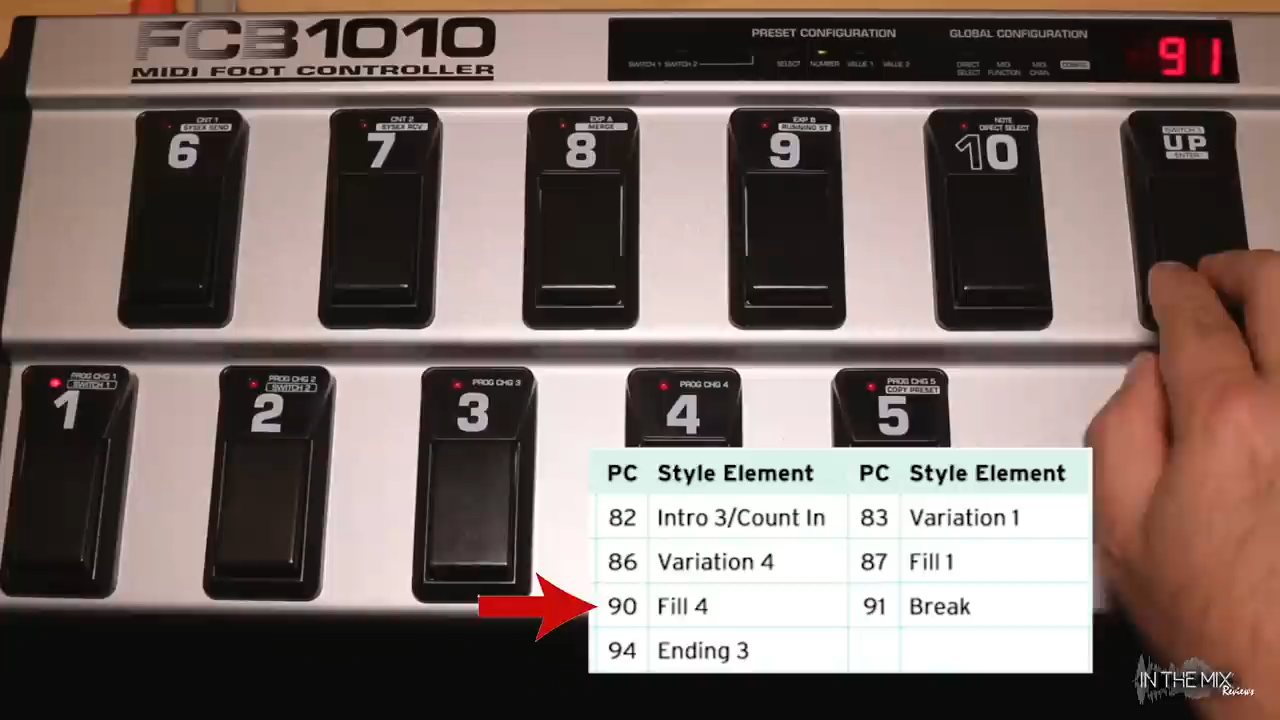 FCB1010
MIDI FOOT CONTROLLER
PRESET CONFIGURATION
GLOBAL CONFIGURATION
SWITCH 1 SWITCH 2 SELECT NUMBER VALUE 1 VALUE 2
DIRECT SELECT MIDI FUNCTION MIDI CHAN. CONFIG
91
CNT 1
SYSEX SEND
6
CNT 2
SYSEX RCV
7
EXP A
MERGE
8
EXP B
RUNNING ST
9
NOTE
DIRECT SELECT
10
UP
ENTER
PROG CHG 1
SWITCH 1
1
PROG CHG 2
SWITCH 2
2
PROG CHG 3
3
PROG CHG 4
4
PROG CHG 5
COPY PRESET
5
PC Style Element PC Style Element
82 Intro 3/Count In 83 Variation 1
86 Variation 4 87 Fill 1
90 Fill 4 91 Break
94 Ending 3
IN THE MIX
Reviews